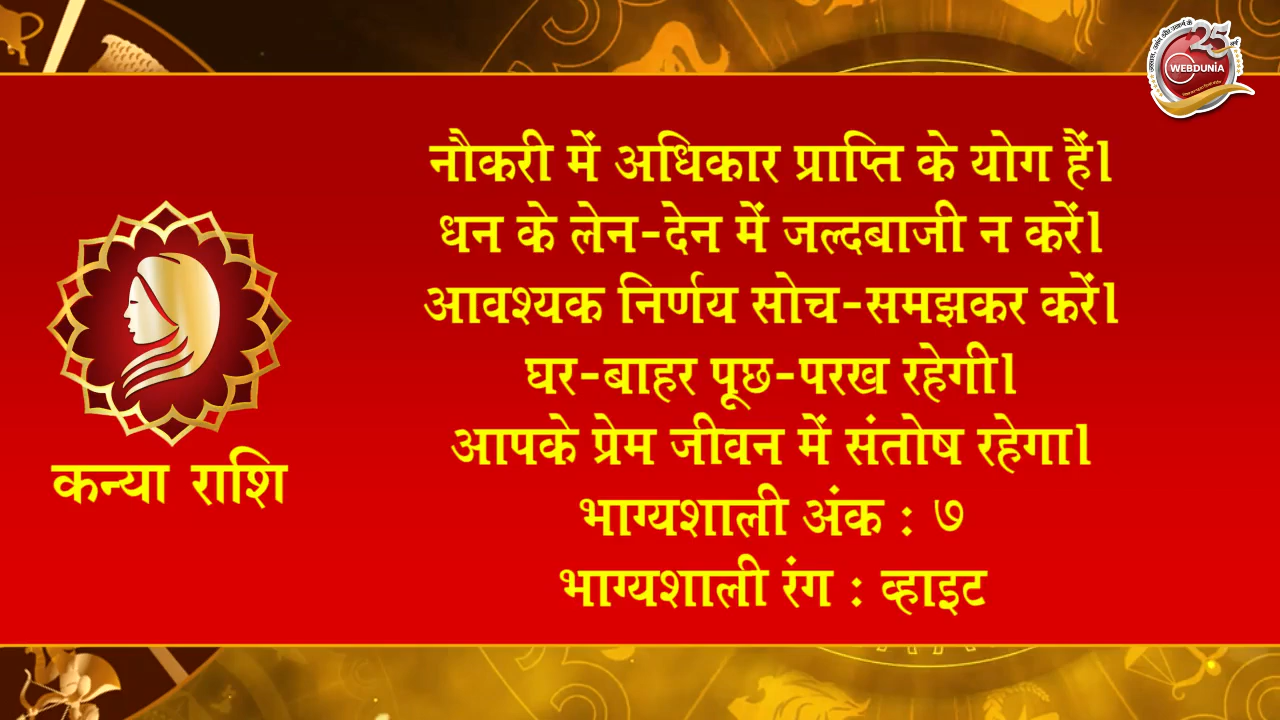 WEBDUNIA
25
नौकरी में अधिकार प्राप्ति के योग हैं।
धन के लेन-देन में जल्दबाजी न करें।
आवश्यक निर्णय सोच-समझकर करें।
घर-बाहर पूछ-परख रहेगी।
आपके प्रेम जीवन में संतोष रहेगा।
भाग्यशाली अंक : ७
भाग्यशाली रंग : व्हाइट
कन्या राशि